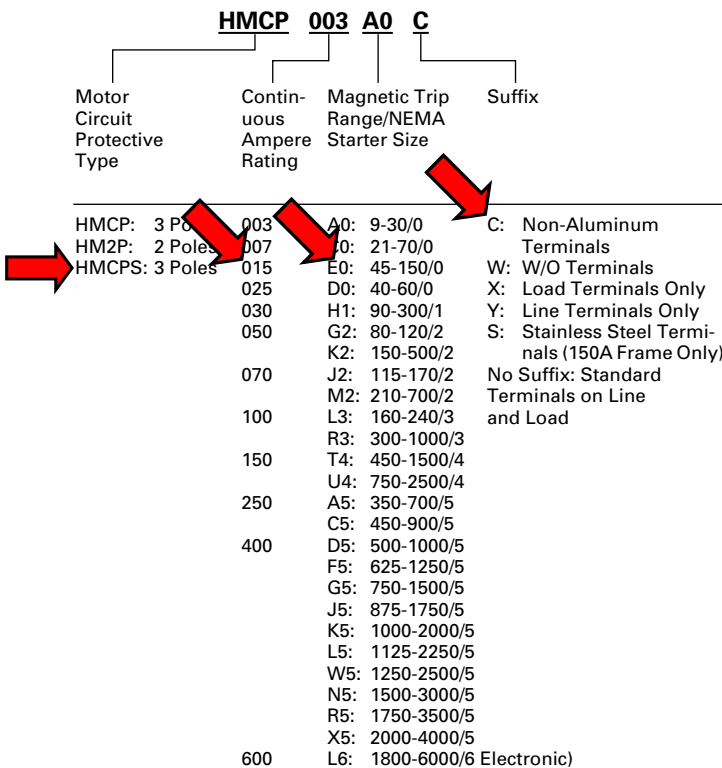 HMCP 003 A0 C
Motor Circuit Protective Type
Contin-uous Ampere Rating
Magnetic Trip Range/NEMA Starter Size
Suffix
HMCP: 3 Poles
HM2P: 2 Poles
HMCPS: 3 Poles
003
007
015
025
030
050
070
100
150
250
400
600
A0: 9-30/0
C0: 21-70/0
E0: 45-150/0
D0: 40-60/0
H1: 90-300/1
G2: 80-120/2
K2: 150-500/2
J2: 115-170/2
M2: 210-700/2
L3: 160-240/3
R3: 300-1000/3
T4: 450-1500/4
U4: 750-2500/4
A5: 350-700/5
C5: 450-900/5
D5: 500-1000/5
F5: 625-1250/5
G5: 750-1500/5
J5: 875-1750/5
K5: 1000-2000/5
L5: 1125-2250/5
W5: 1250-2500/5
N5: 1500-3000/5
R5: 1750-3500/5
X5: 2000-4000/5
L6: 1800-6000/6 Electronic)
C: Non-Aluminum
Terminals
W: W/O Terminals
X: Load Terminals Only
Y: Line Terminals Only
S: Stainless Steel Termi-
nals (150A Frame Only)
No Suffix: Standard
Terminals on Line
and Load